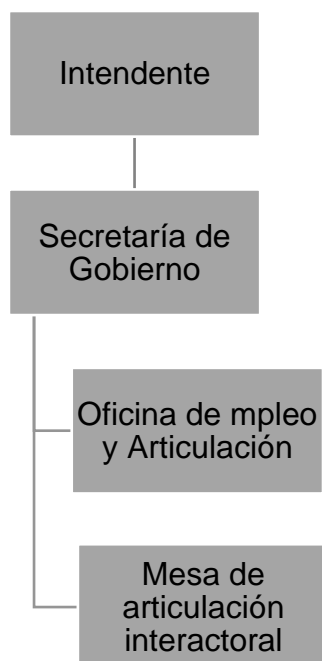 Intendente
Secretaría de
Gobierno
Oficina de mpleo
y Articulación
Mesa de
articulación
interactoral